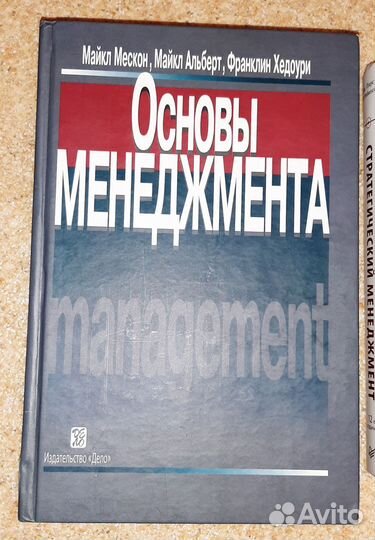 Майкл Мескон, Майкл Альберт, Франклин Хедоури
Основы
МЕНЕДЖМЕНТА
management
Издательство «Дело»
СТРАТЕГИЧЕСКИЙ МЕНЕДЖМЕНТ
Avito